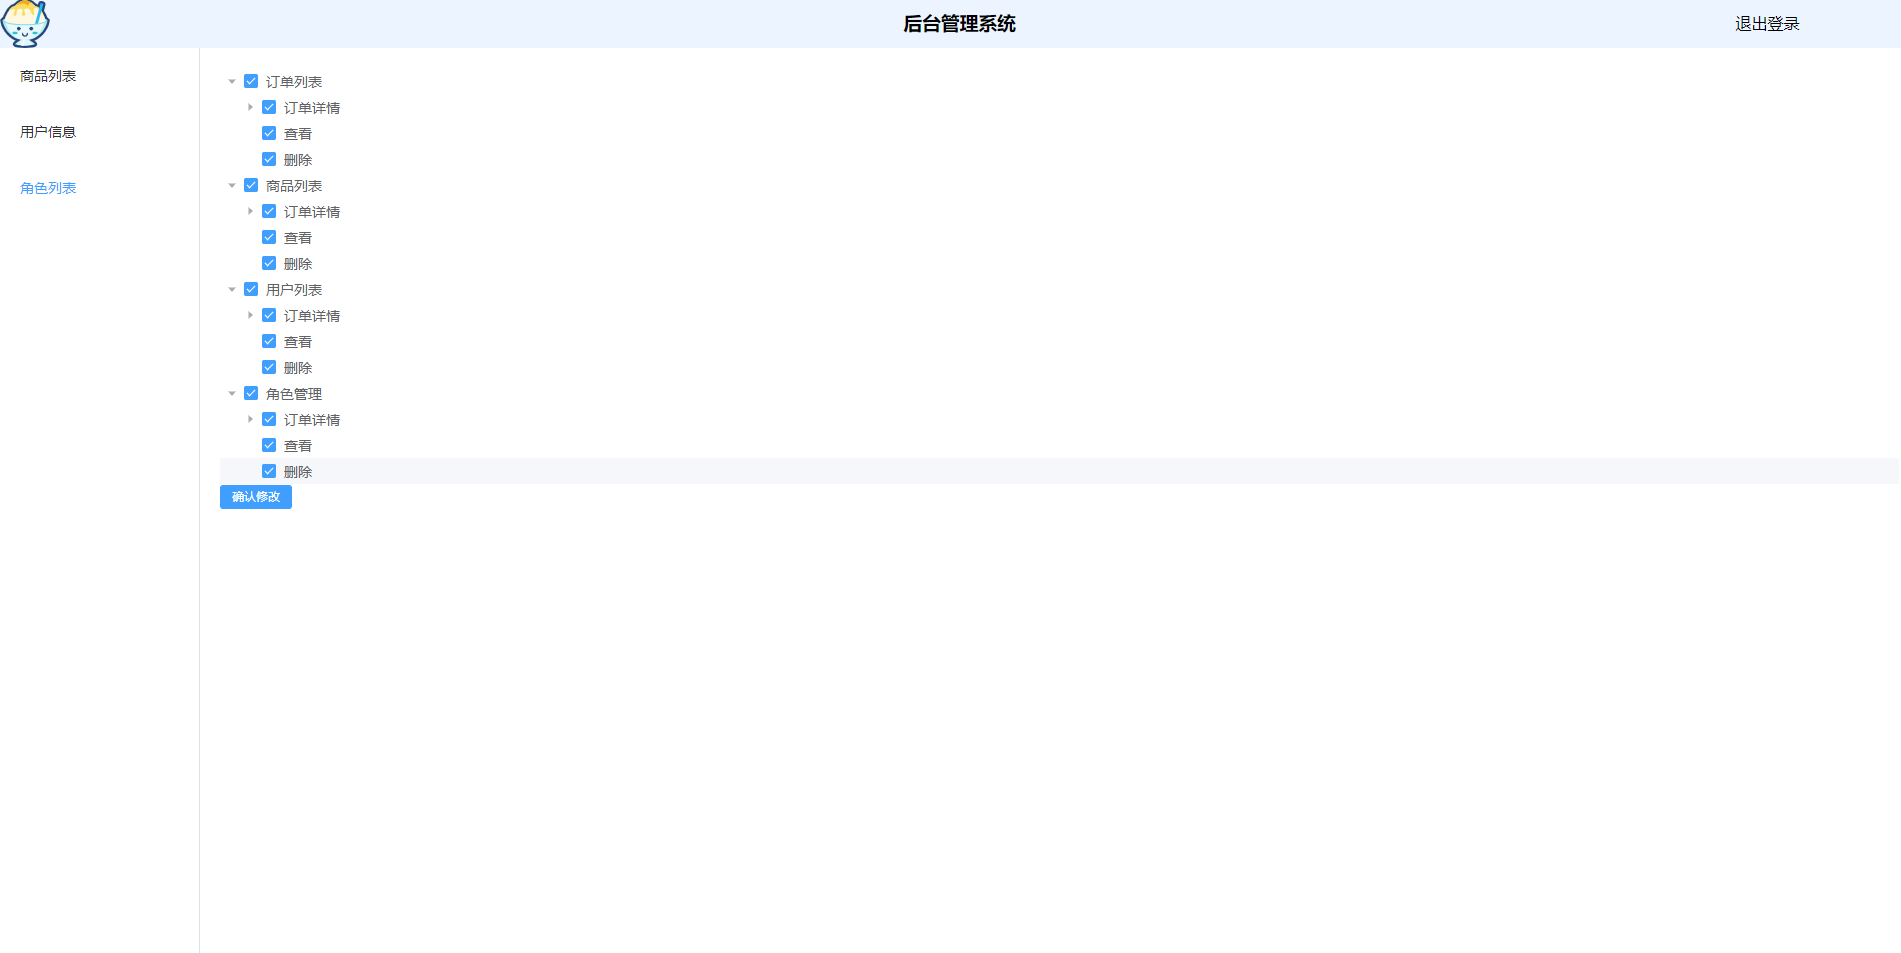 后台管理系统
退出登录
商品列表
用户信息
角色列表
订单列表
订单详情
查看
删除
商品列表
订单详情
查看
删除
用户列表
订单详情
查看
删除
角色管理
订单详情
查看
删除
确认修改